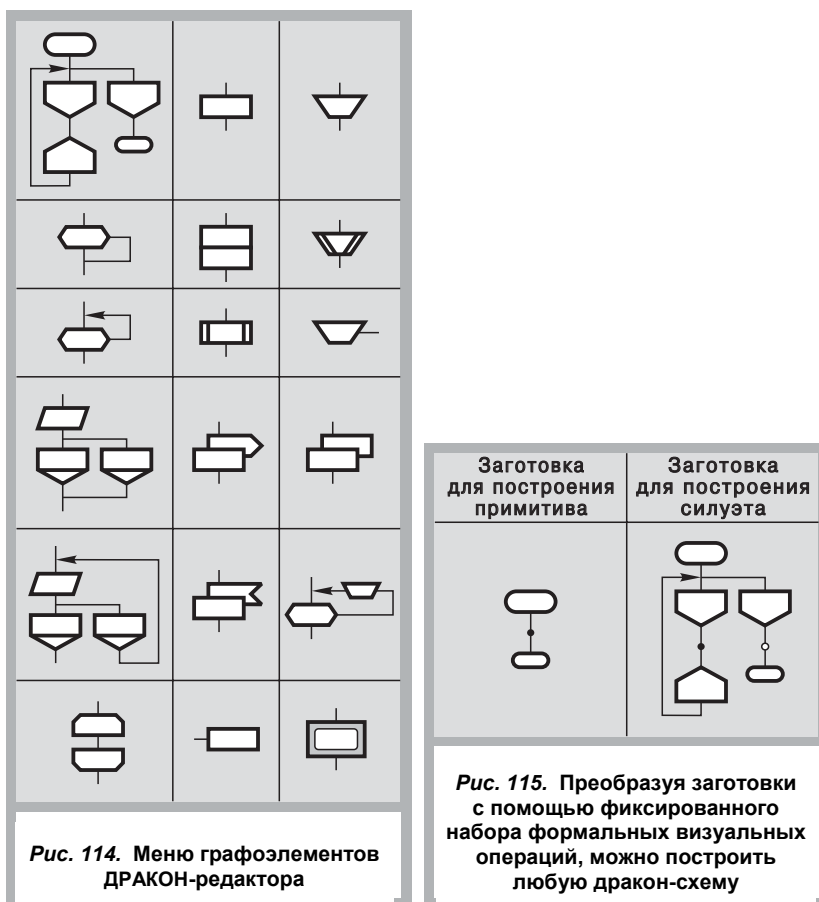 Рис. 114. Меню графоэлементов
ДРАКОН-редактора
Заготовка
для построения
примитива
Заготовка
для построения
силуэта
Рис. 115. Преобразуя заготовки
с помощью фиксированного
набора формальных визуальных
операций, можно построить
любую дракон-схему